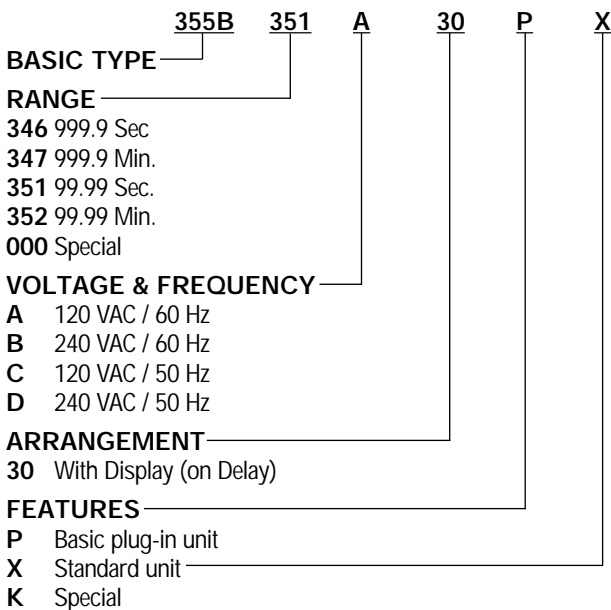 355B 351 A 30 P X
BASIC TYPE
RANGE
346 999.9 Sec
347 999.9 Min.
351 99.99 Sec.
352 99.99 Min.
000 Special
VOLTAGE & FREQUENCY
A 120 VAC / 60 Hz
B 240 VAC / 60 Hz
C 120 VAC / 50 Hz
D 240 VAC / 50 Hz
ARRANGEMENT
30 With Display (on Delay)
FEATURES
P Basic plug-in unit
X Standard unit
K Special